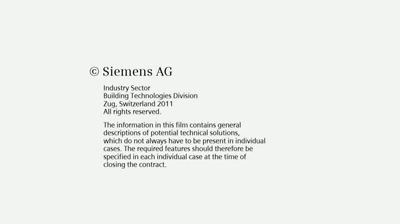 © Siemens AG
Industry Sector
Building Technologies Division
Zug, Switzerland 2011
All rights reserved.
The information in this film contains general
descriptions of potential technical solutions,
which do not always have to be present in individual
cases. The required features should therefore be
specified in each individual case at the time of
closing the contract.